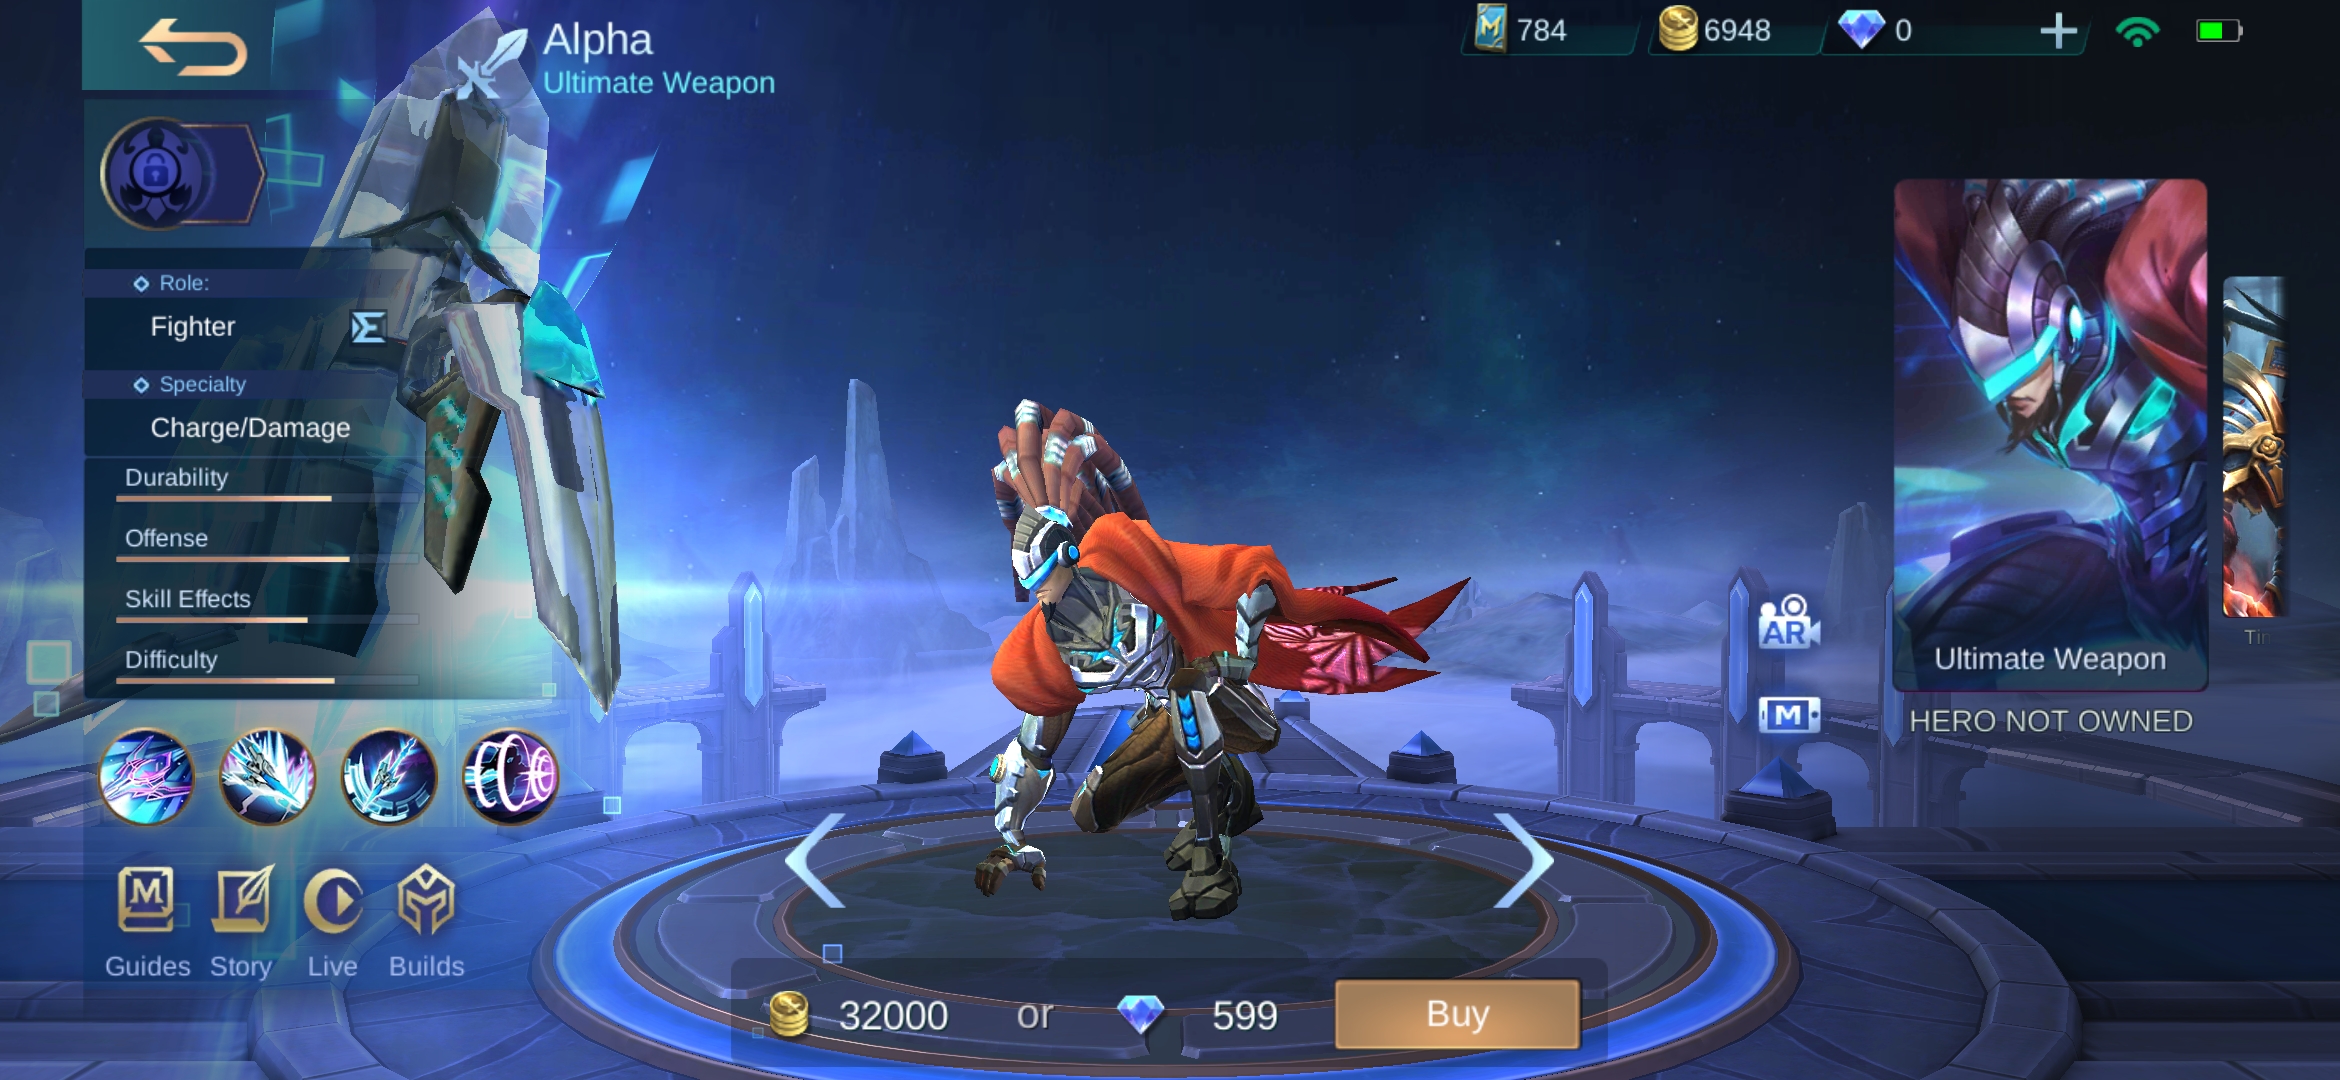 Alpha
Ultimate Weapon
784
6948
0
Role:
Fighter
Specialty
Charge/Damage
Durability
Offense
Skill Effects
Difficulty
Guides
Story
Live
Builds
AR
M
Ultimate Weapon
HERO NOT OWNED
32000 or 599
Buy